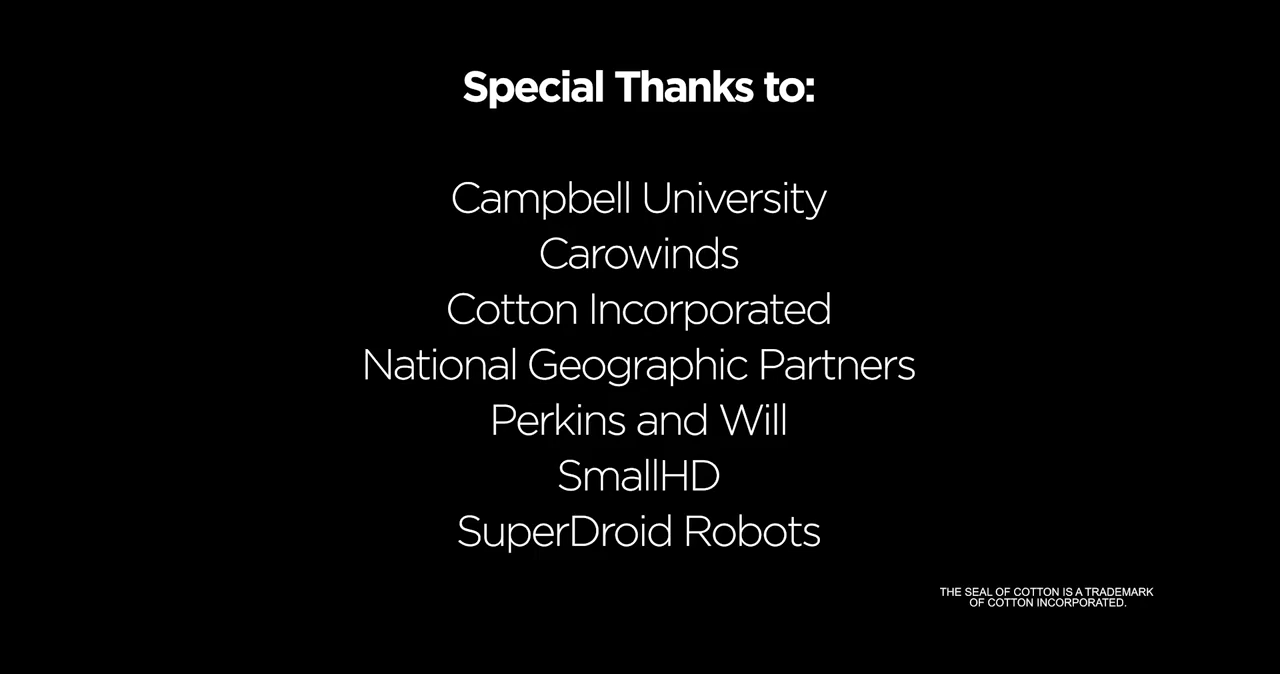 Special Thanks to:
Campbell University
Carowinds
Cotton Incorporated
National Geographic Partners
Perkins and Will
SmallHD
SuperDroid Robots
THE SEAL OF COTTON IS A TRADEMARK
OF COTTON INCORPORATED.